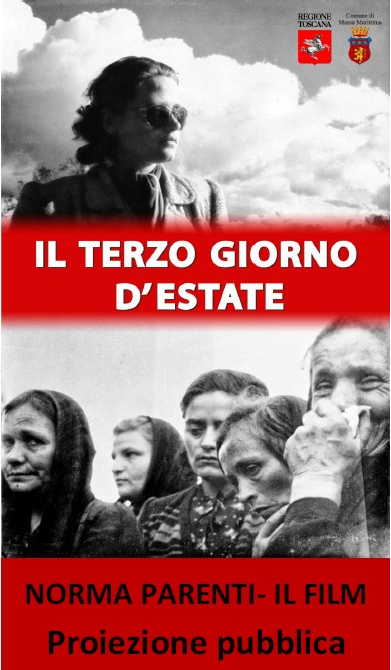 REGIONE
TOSCANA
Comune di
Massa Marittima
IL TERZO GIORNO
D'ESTATE
NORMA PARENTI- IL FILM
Proiezione pubblica